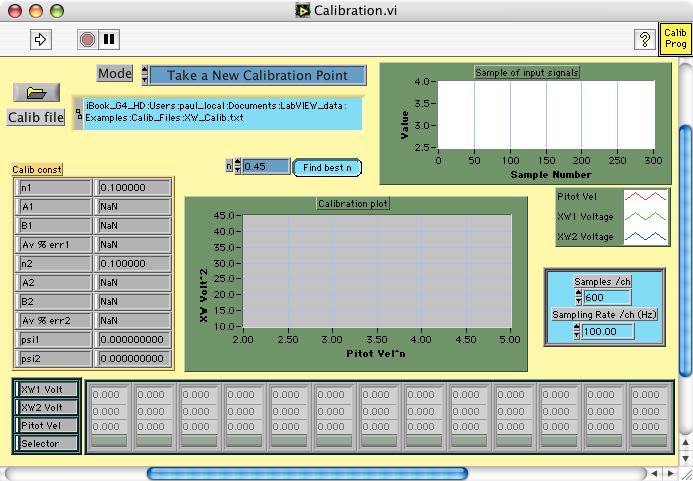 Calibration.vi
?
Calib
Prog
Mode
Take a New Calibration Point
Calib file
iBook_G4_HD:Users:paul_local:Documents:LabVIEW_data:
Examples:Calib_Files:XW_Calib.txt
Sample of input signals
4.0
3.5
3.0
2.5
Value
0 50 100 150 200 250 300
Sample Number
n 0.45 Find best n
Calib const
n1 0.100000
A1 NaN
B1 NaN
Av % err1 NaN
n2 0.100000
A2 NaN
B2 NaN
Av % err2 NaN
psi1 0.000000000
psi2 0.000000000
Calibration plot
45.0
40.0
35.0
30.0
25.0
20.0
15.0
10.0
XW Volt^2
2.00 2.50 3.00 3.50 4.00 4.50 5.00
Pitot Vel^n
Pitot Vel
XW1 Voltage
XW2 Voltage
Samples /ch
600
Sampling Rate /ch (Hz)
100.00
XW1 Volt 0.000 0.000 0.000 0.000 0.000 0.000 0.000 0.000 0.000 0.000 0.000 0.000 0.000
XW2 Volt 0.000 0.000 0.000 0.000 0.000 0.000 0.000 0.000 0.000 0.000 0.000 0.000 0.000
Pitot Vel 0.000 0.000 0.000 0.000 0.000 0.000 0.000 0.000 0.000 0.000 0.000 0.000 0.000
Selector